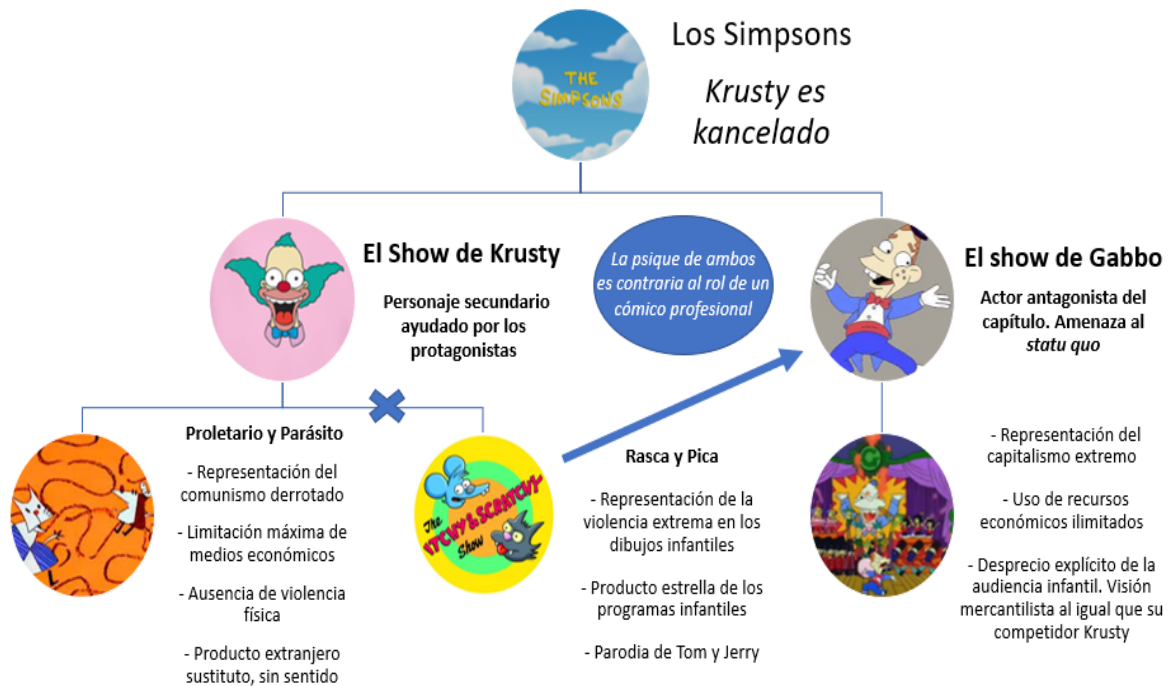 THE
SIMPSONS
Los Simpsons
Krusty es
kancelado
El Show de Krusty
Personaje secundario
ayudado por los
protagonistas
La psique de ambos
es contraria al rol de un
cómico profesional
El show de Gabbo
Actor antagonista del
capítulo. Amenaza al
statu quo
Proletario y Parásito
- Representación del
comunismo derrotado
- Limitación máxima de
medios económicos
- Ausencia de violencia
física
- Producto extranjero
sustituto, sin sentido
The
ITCHY & SCRATCHY
Show
Rasca y Pica
- Representación de la
violencia extrema en los
dibujos infantiles
- Producto estrella de los
programas infantiles
- Parodia de Tom y Jerry
G
- Representación del
capitalismo extremo
- Uso de recursos
económicos ilimitados
- Desprecio explícito de la
audiencia infantil. Visión
mercantilista al igual que su
competidor Krusty